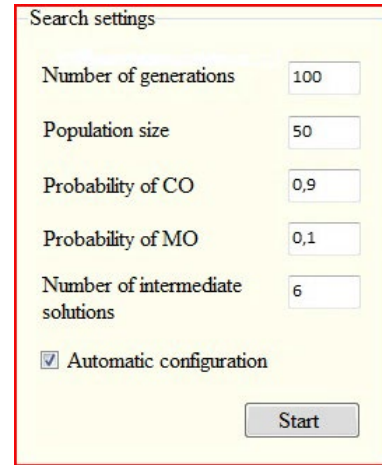 Search settings
Number of generations 100
Population size 50
Probability of CO 0,9
Probability of MO 0,1
Number of intermediate 6
solutions
Automatic configuration
Start